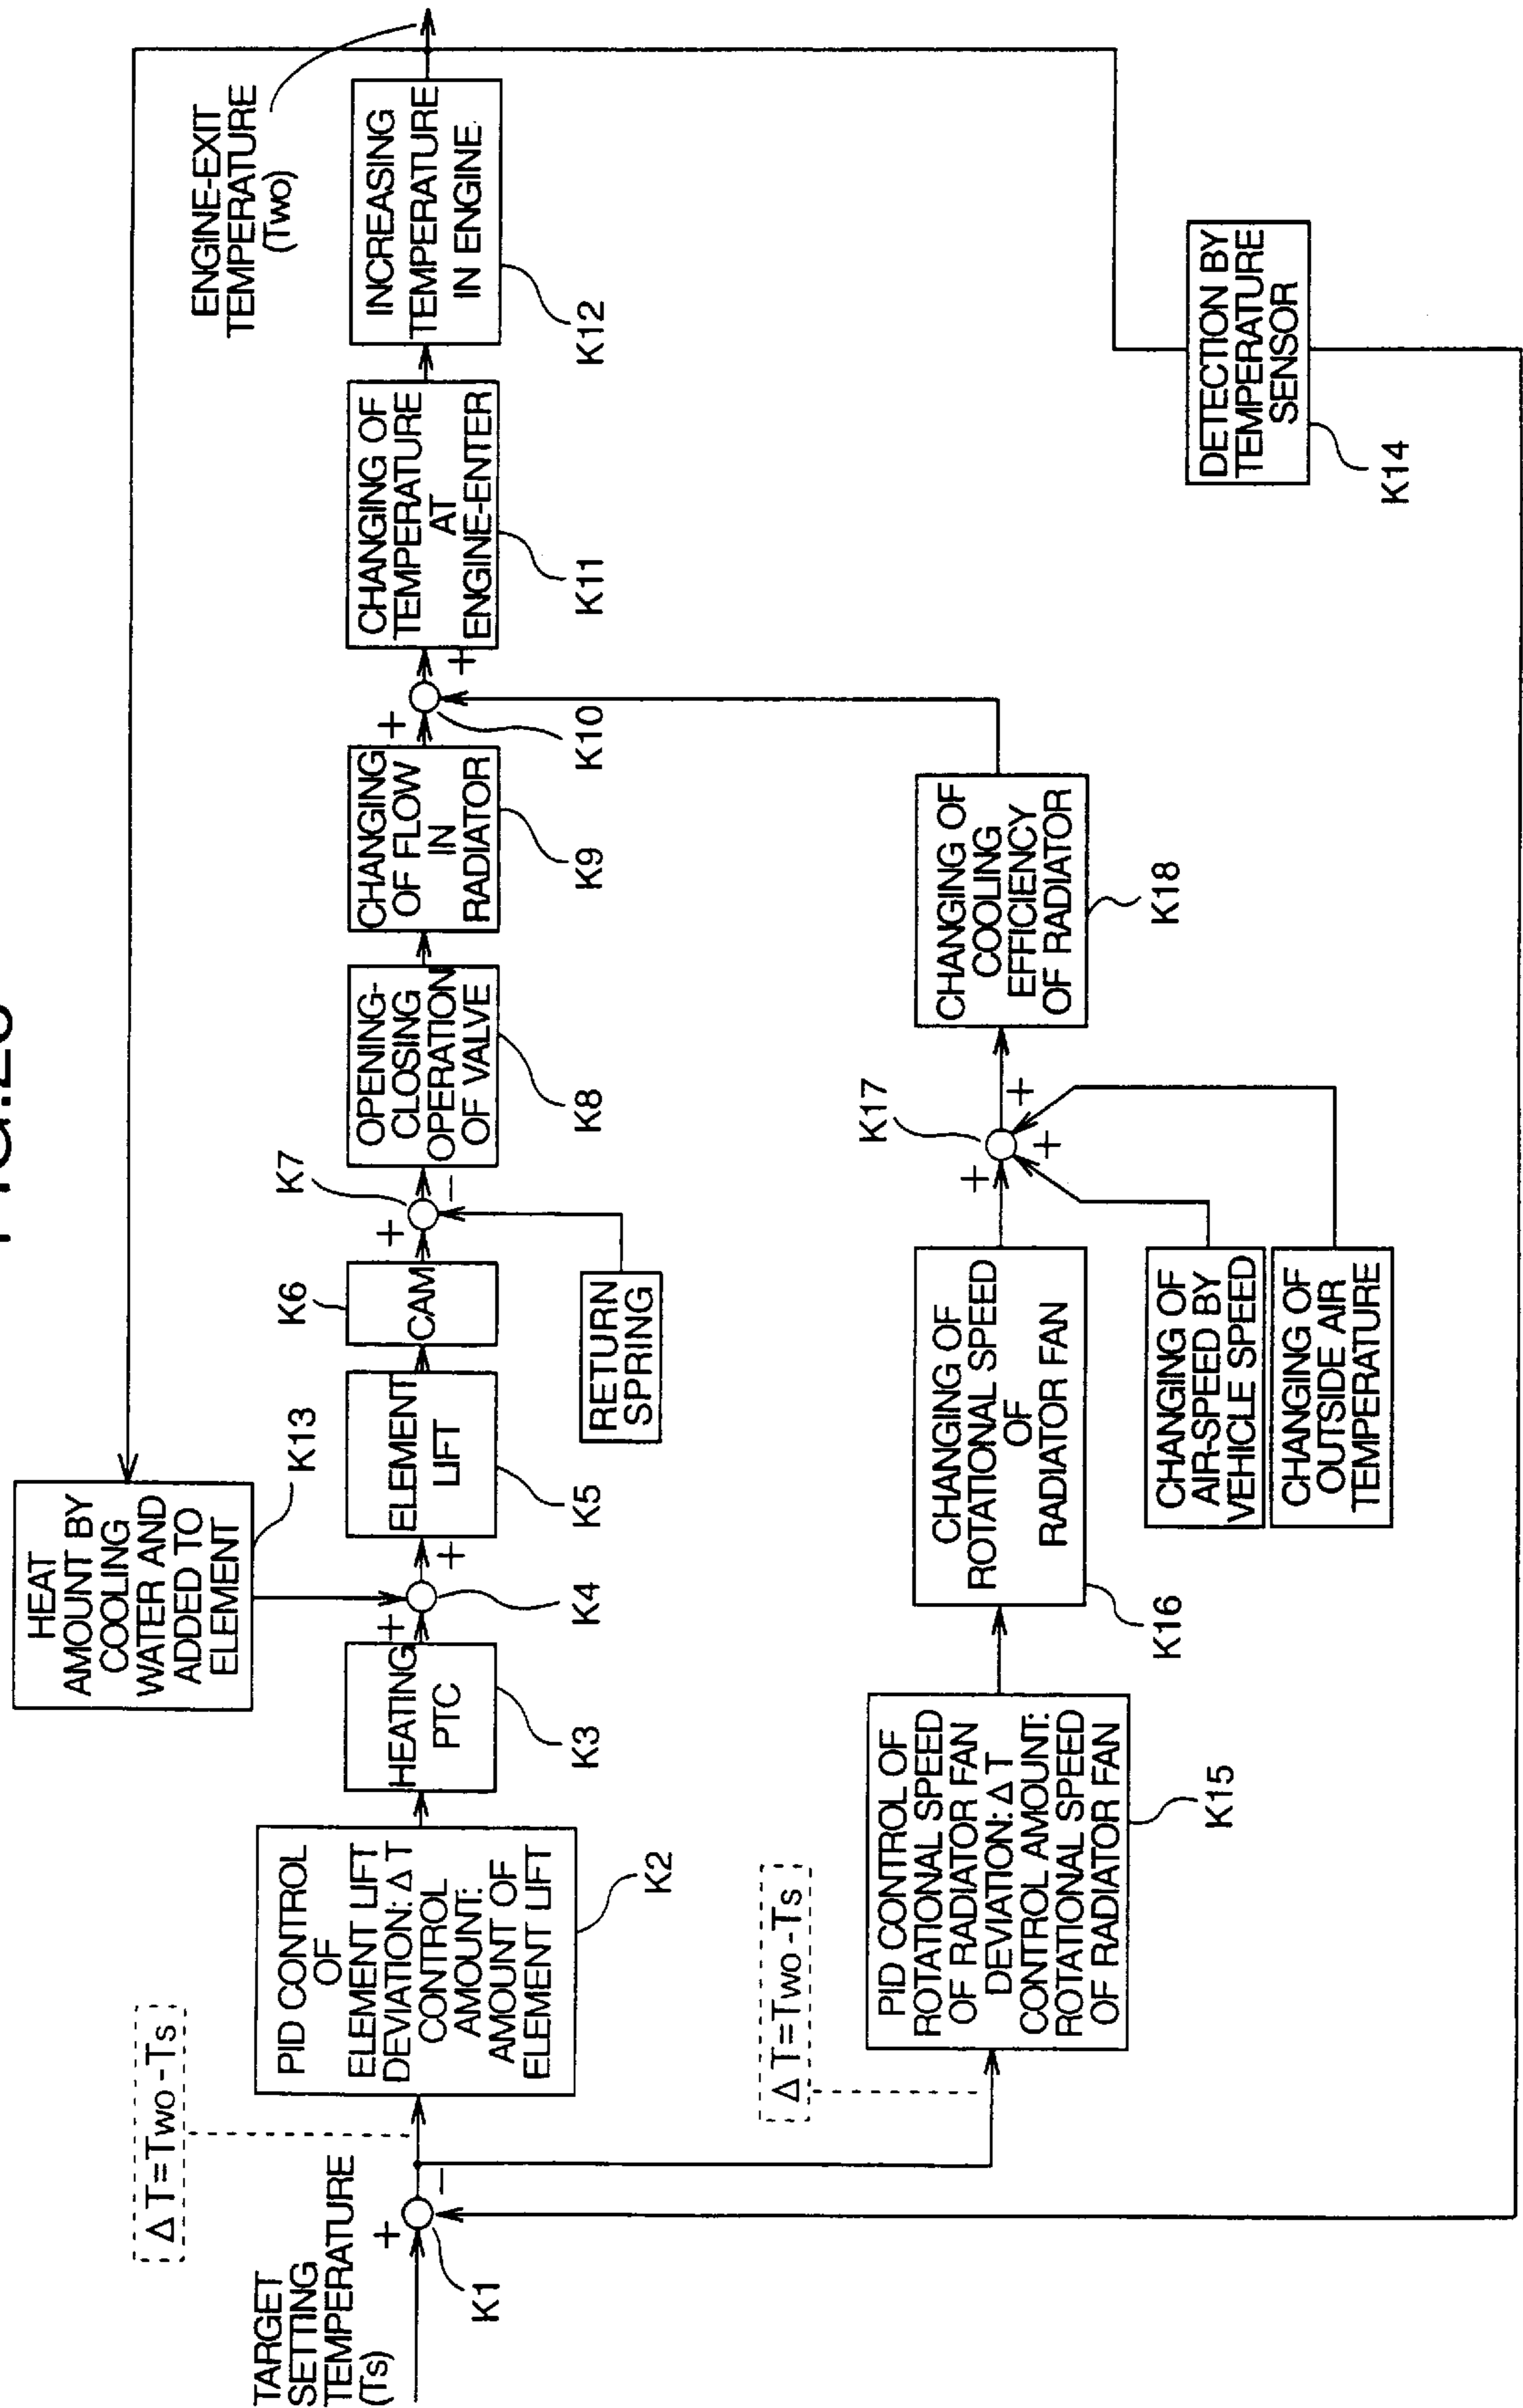 TARGET
SETTING
TEMPERATURE
(Ts)
+
−
K1
Δ T=Two-Ts
PID CONTROL
OF
ELEMENT LIFT
DEVIATION: Δ T
CONTROL
AMOUNT:
AMOUNT OF
ELEMENT LIFT
K2
HEATING
PTC
K3
+
+
K4
HEAT
AMOUNT BY
COOLING
WATER AND
ADDED TO
ELEMENT
K13
ELEMENT
LIFT
K5
CAM
K6
+
−
K7
RETURN
SPRING
OPENING-
CLOSING
OPERATION
OF VALVE
K8
CHANGING
OF FLOW
IN
RADIATOR
K9
+
+
K10
CHANGING OF
TEMPERATURE
AT
ENGINE-ENTER
K11
INCREASING
TEMPERATURE
IN ENGINE
K12
ENGINE-EXIT
TEMPERATURE
(Two)
Δ T=Two-Ts
PID CONTROL OF
ROTATIONAL SPEED
OF RADIATOR FAN
DEVIATION: Δ T
CONTROL AMOUNT:
ROTATIONAL SPEED
OF RADIATOR FAN
K15
CHANGING OF
ROTATIONAL SPEED
OF
RADIATOR FAN
K16
+
+
+
K17
CHANGING OF
AIR-SPEED BY
VEHICLE SPEED
CHANGING OF
OUTSIDE AIR
TEMPERATURE
CHANGING OF
COOLING
EFFICIENCY
OF RADIATOR
K18
DETECTION BY
TEMPERATURE
SENSOR
K14